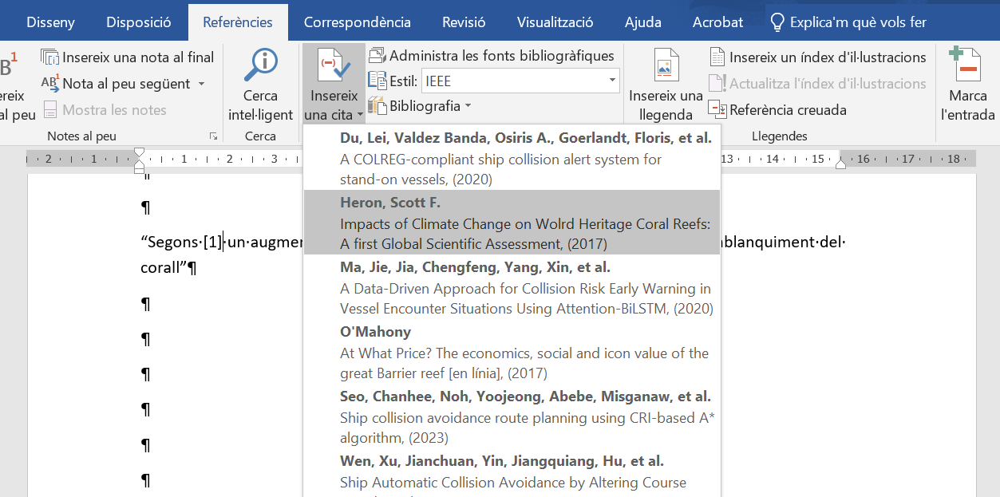 Disseny Disposició Referències Correspondència Revisió Visualització Ajuda Acrobat Explica'm què vols fer
Insereix una nota al final
AB1 Nota al peu següent
Mostra les notes
al peu
Notes al peu
Cerca
intel·ligent
Cerca
Insereix
una cita
Administra les fonts bibliogràfiques
Estil: IEEE
Bibliografia
Insereix una
llegenda
Insereix un índex d'il·lustracions
Actualitza l'índex d'il·lustracions
Referència creuada
Llegendes
Marca
l'entrada
2 1 1 2 3 13 14 15 16 17 18
Du, Lei, Valdez Banda, Osiris A., Goerlandt, Floris, et al.
A COLREG-compliant ship collision alert system for
stand-on vessels, (2020)
Heron, Scott F.
Impacts of Climate Change on Wolrd Heritage Coral Reefs:
A first Global Scientific Assessment, (2017)
Ma, Jie, Jia, Chengfeng, Yang, Xin, et al.
A Data-Driven Approach for Collision Risk Early Warning in
Vessel Encounter Situations Using Attention-BiLSTM, (2020)
O'Mahony
At What Price? The economics, social and icon value of the
great Barrier reef [en línia], (2017)
Seo, Chanhee, Noh, Yoojeong, Abebe, Misganaw, et al.
Ship collision avoidance route planning using CRI-based A*
algorithm, (2023)
Wen, Xu, Jianchuan, Yin, Jiangquiang, Hu, et al.
Ship Automatic Collision Avoidance by Altering Course
¶
¶
“Segons·[1]·un·augmen blanquiment·del·
corall”¶
¶
¶
¶
¶
¶
¶